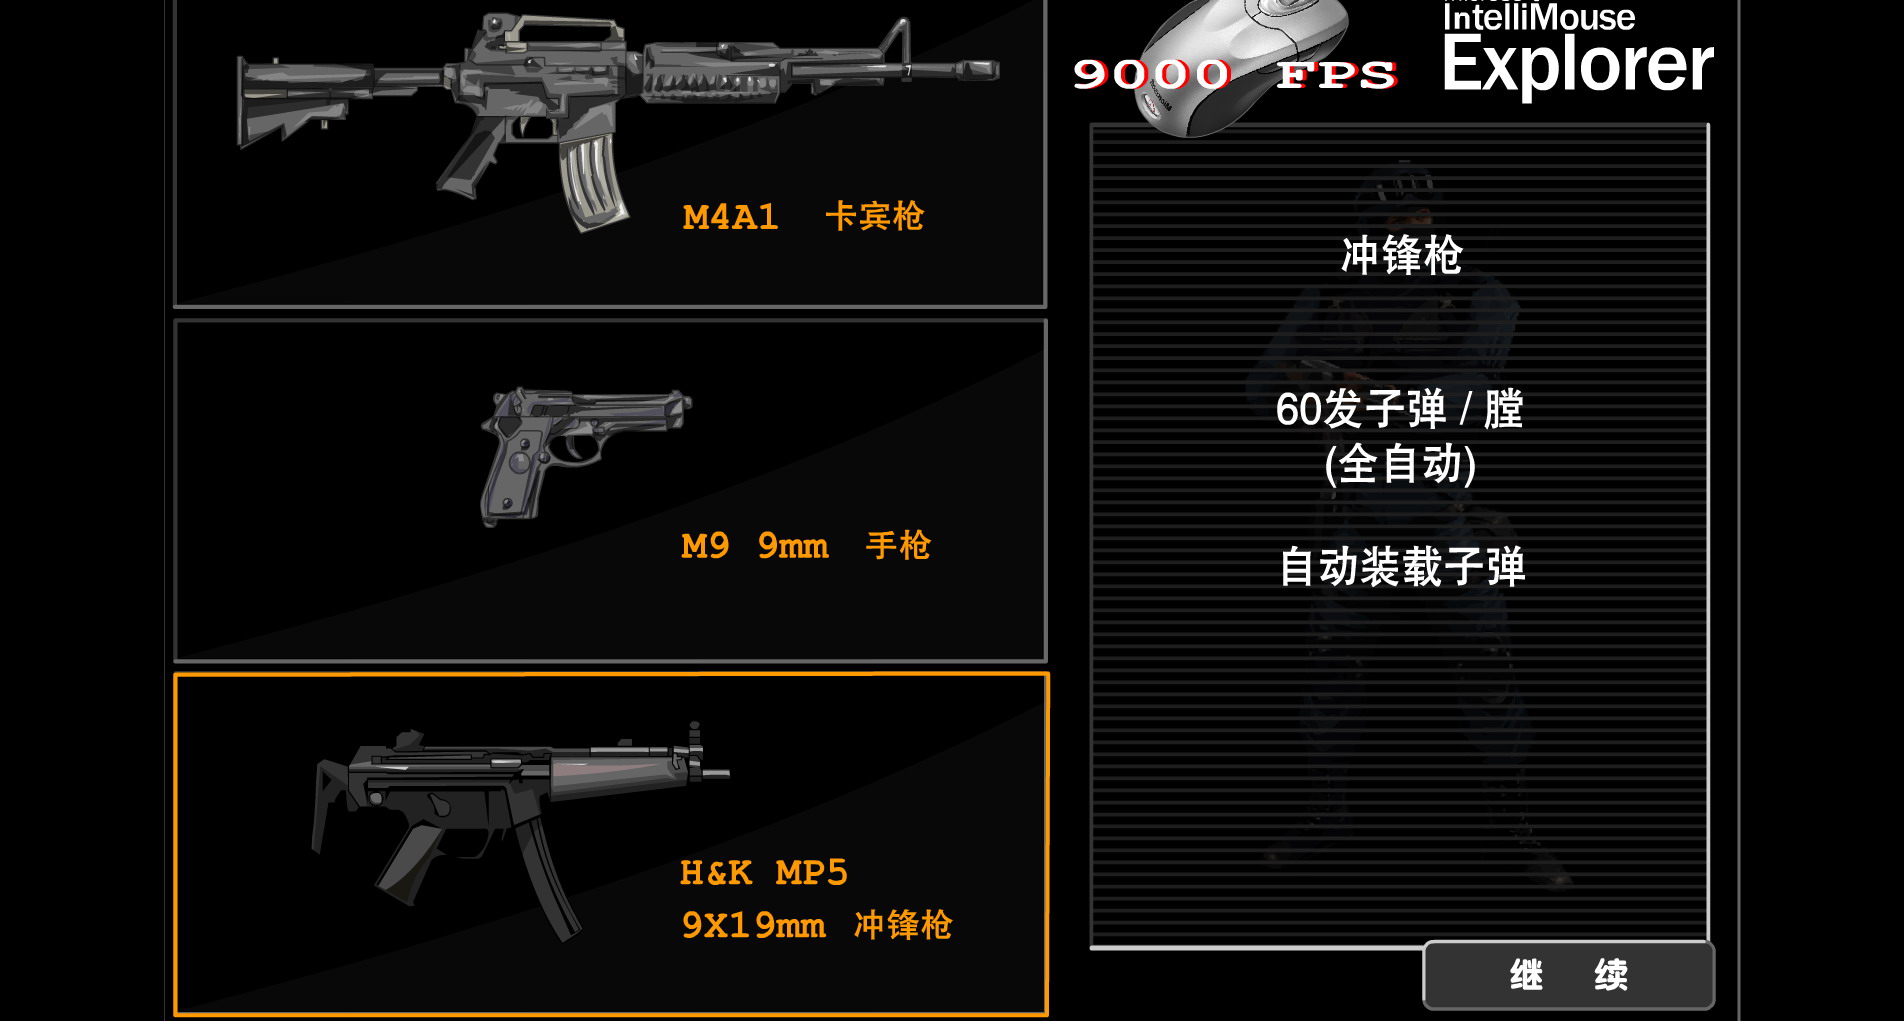 IntelliMouse
Explorer
9000 FPS
M4A1 卡宾枪
M9 9mm 手枪
H&K MP5
9X19mm 冲锋枪
冲锋枪
60发子弹 / 膛
(全自动)
自动装载子弹
继 续